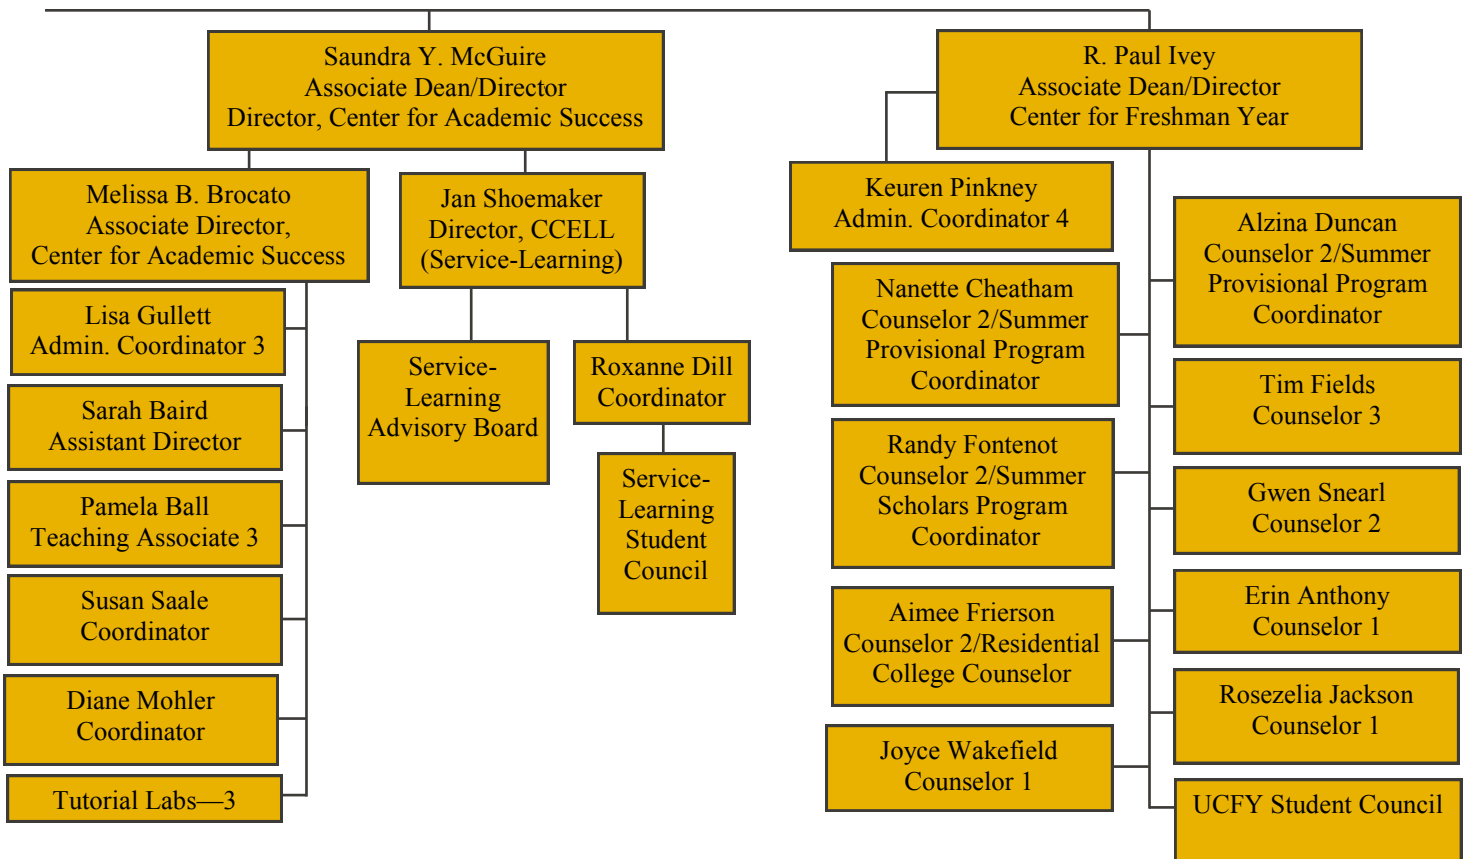 Saundra Y. McGuire
Associate Dean/Director
Director, Center for Academic Success
R. Paul Ivey
Associate Dean/Director
Center for Freshman Year
Melissa B. Brocato
Associate Director,
Center for Academic Success
Lisa Gullett
Admin. Coordinator 3
Sarah Baird
Assistant Director
Pamela Ball
Teaching Associate 3
Susan Saale
Coordinator
Diane Mohler
Coordinator
Tutorial Labs—3
Jan Shoemaker
Director, CCELL
(Service-Learning)
Service-
Learning
Advisory Board
Roxanne Dill
Coordinator
Service-
Learning
Student
Council
Keuren Pinkney
Admin. Coordinator 4
Nanette Cheatham
Counselor 2/Summer
Provisional Program
Coordinator
Randy Fontenot
Counselor 2/Summer
Scholars Program
Coordinator
Aimee Frierson
Counselor 2/Residential
College Counselor
Joyce Wakefield
Counselor 1
Alzina Duncan
Counselor 2/Summer
Provisional Program
Coordinator
Tim Fields
Counselor 3
Gwen Snearl
Counselor 2
Erin Anthony
Counselor 1
Rosezelia Jackson
Counselor 1
UCFY Student Council